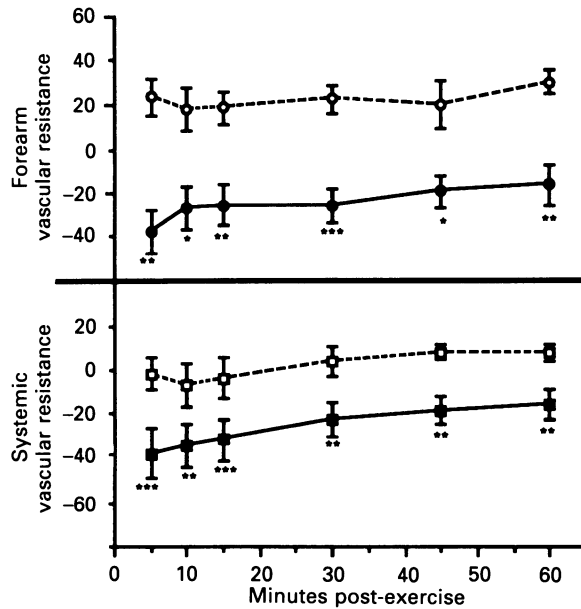 Forearm
vascular resistance
60
40
20
0
−20
−40
** * ** *** * **
Systemic
vascular resistance
20
0
−20
−40
−60
*** ** *** ** ** **
0 10 20 30 40 50 60
Minutes post-exercise